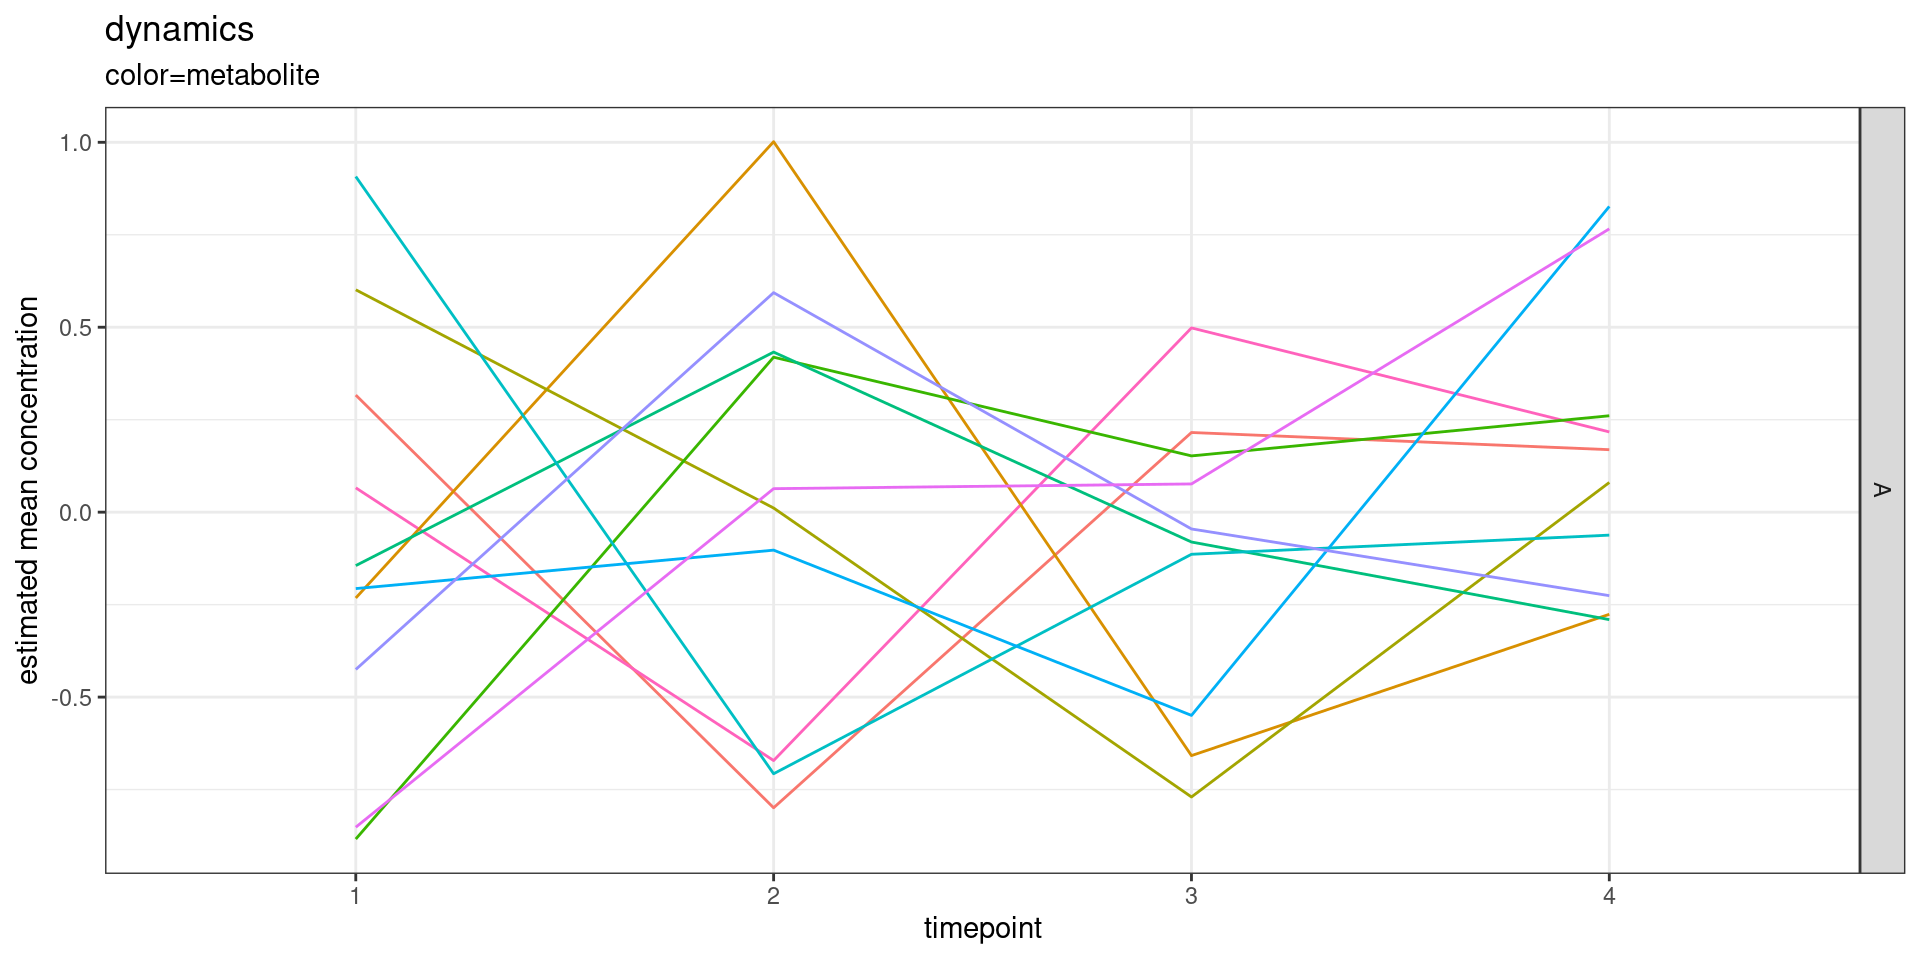 dynamics
color=metabolite
estimated mean concentration
1.0
0.5
0.0
-0.5
A
1 2 3 4
timepoint